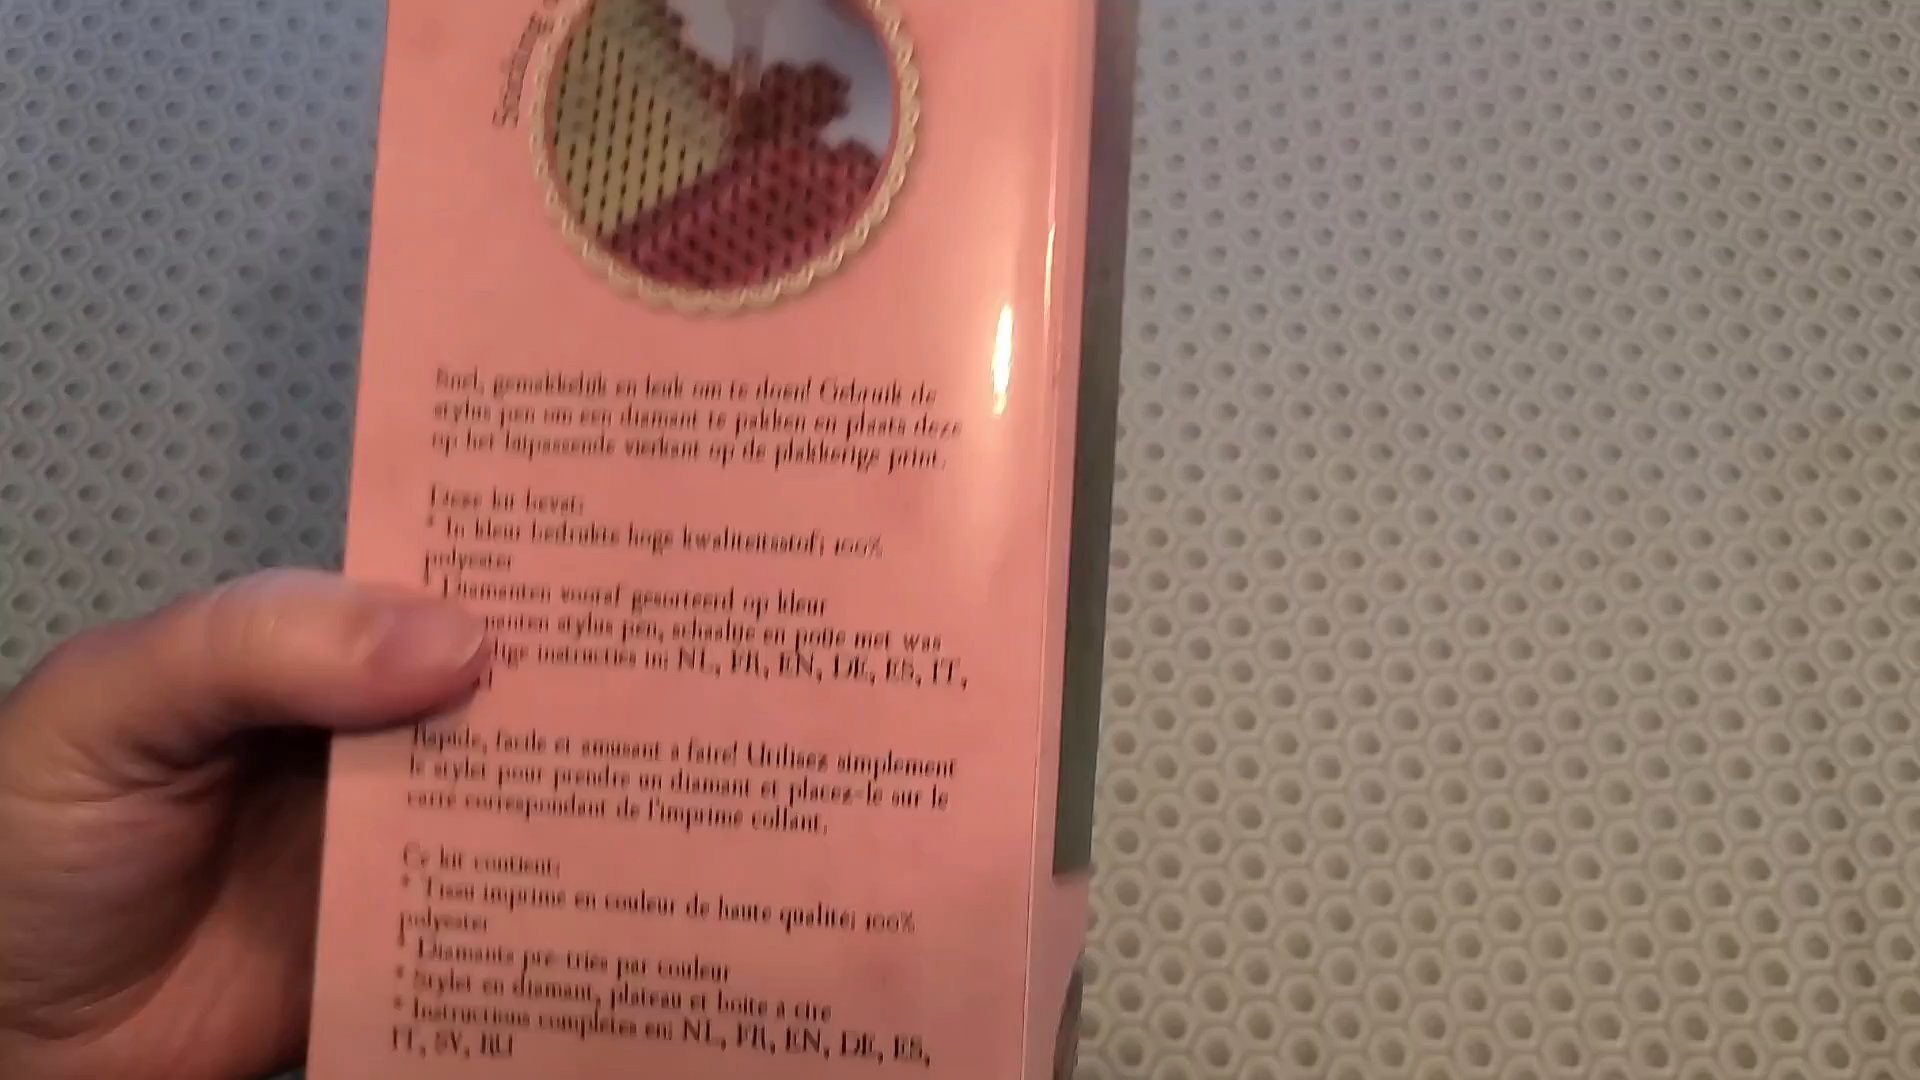 Snel, gemakkelijk en leuk om te doen! Gebruik de
stylus pen om een diamant te pakken en plaats deze
op het bijpassende vierkant op de plakkerige print.
Deze kit bevat:
* In kleur bedrukte hoge kwaliteitsstof; 100%
polyester
* Diamanten vooraf gesorteerd op kleur
manten stylus pen, schaaltje en potje met was
dige instructies in: NL, FR, EN, DE, ES, IT,
Rapide, facile et amusant à faire! Utilisez simplement
le stylet pour prendre un diamant et placez-le sur le
carré correspondant de l'imprimé collant.
Ce kit contient:
* Tissu imprimé en couleur de haute qualité; 100%
polyester
* Diamants pré-triés par couleur
* Stylet en diamant, plateau et boîte à cire
* Instructions complètes en: NL, FR, EN, DE, ES,
IT, SV, RU